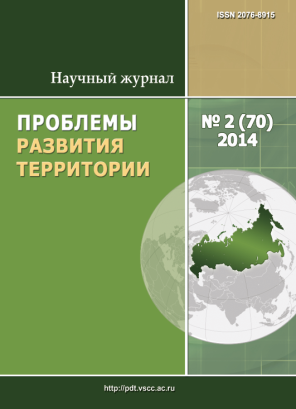 ISSN 2076-8915
Научный журнал
ПРОБЛЕМЫ
РАЗВИТИЯ
ТЕРРИТОРИИ
№ 2 (70)
2014
http://pdt.vscc.ac.ru